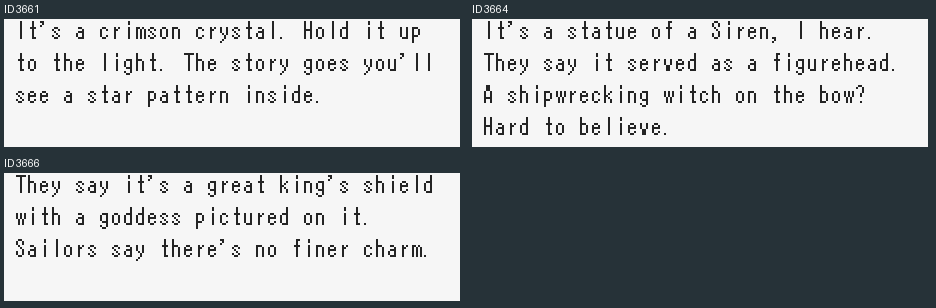 ID3661
It's a crimson crystal. Hold it up
to the light. The story goes you'll
see a star pattern inside.
ID3664
It's a statue of a Siren, I hear.
They say it served as a figurehead.
A shipwrecking witch on the bow?
Hard to believe.
ID3666
They say it's a great king's shield
with a goddess pictured on it.
Sailors say there's no finer charm.